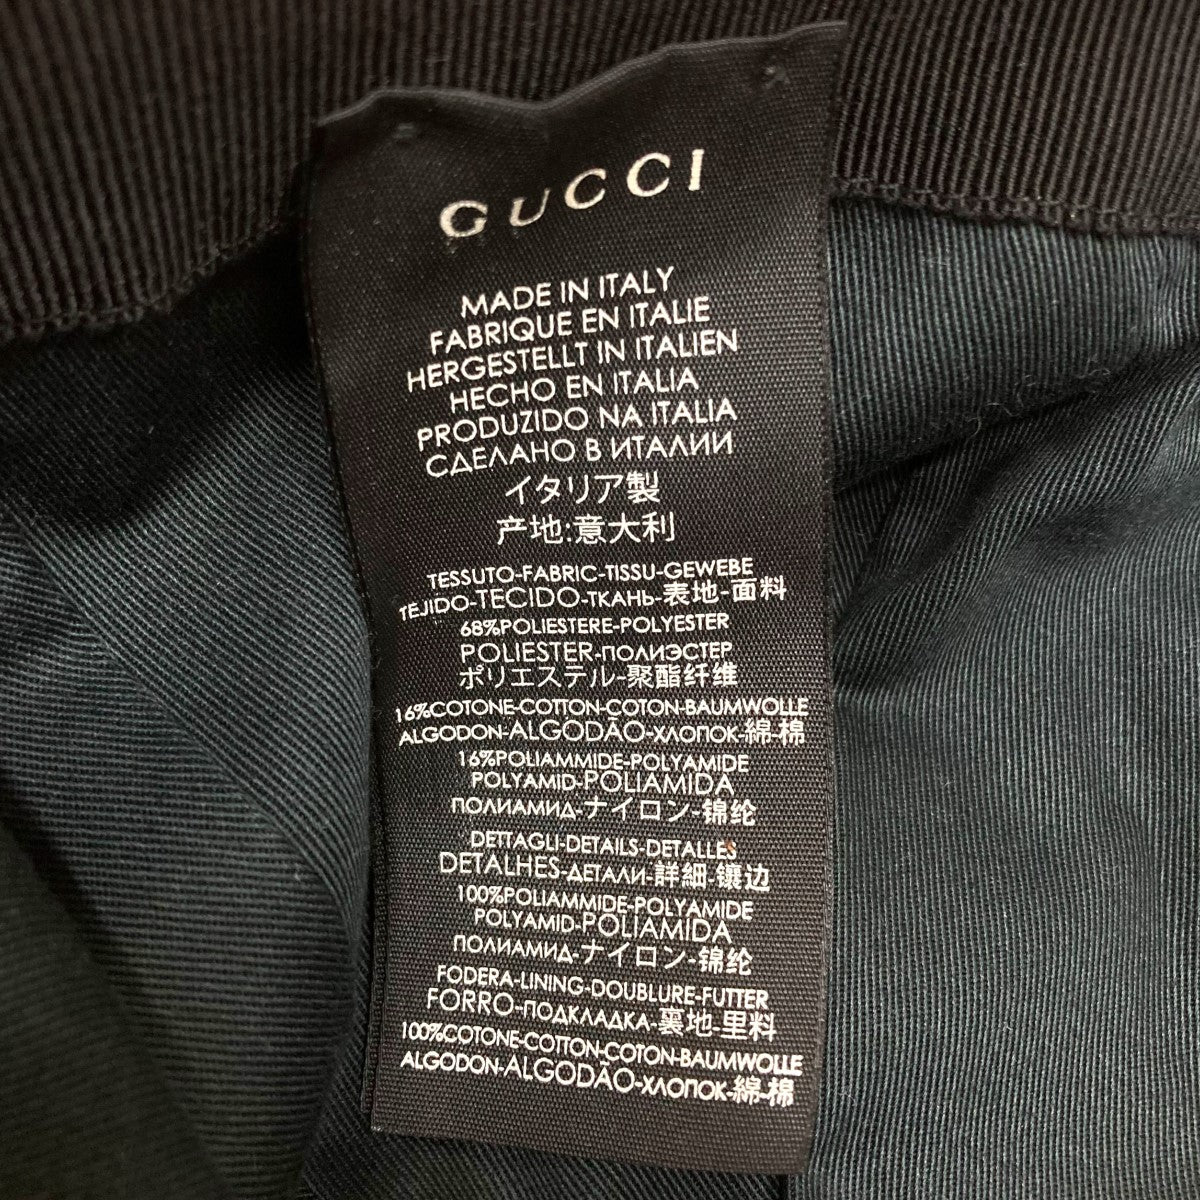 GUCCI
MADE IN ITALY
FABRIQUE EN ITALIE
HERGESTELLT IN ITALIEN
HECHO EN ITALIA
PRODUZIDO NA ITALIA
СДЕЛАНО В ИТАЛИИ
イタリア製
产地:意大利
TESSUTO-FABRIC-TISSU-GEWEBE
TEJIDO-TECIDO-ТКАНЬ-表地-面料
68%POLIESTERE-POLYESTER
POLIESTER-ПОЛИЭСТЕР
ポリエステル-聚酯纤维
16%COTONE-COTTON-COTON-BAUMWOLLE
ALGODON-ALGODÃO-ХЛОПОК-綿-棉
16%POLIAMMIDE-POLYAMIDE
POLYAMID-POLIAMIDA
ПОЛИАМИД-ナイロン-锦纶
DETTAGLI-DETAILS-DETALLES
DETALHES-ДЕТАЛИ-詳細-镶边
100%POLIAMMIDE-POLYAMIDE
POLYAMID-POLIAMIDA
ПОЛИАМИД-ナイロン-锦纶
FODERA-LINING-DOUBLURE-FUTTER
FORRO-ПОДКЛАДКА-裏地-里料
100%COTONE-COTTON-COTON-BAUMWOLLE
ALGODON-ALGODÃO-ХЛОПОК-綿-棉